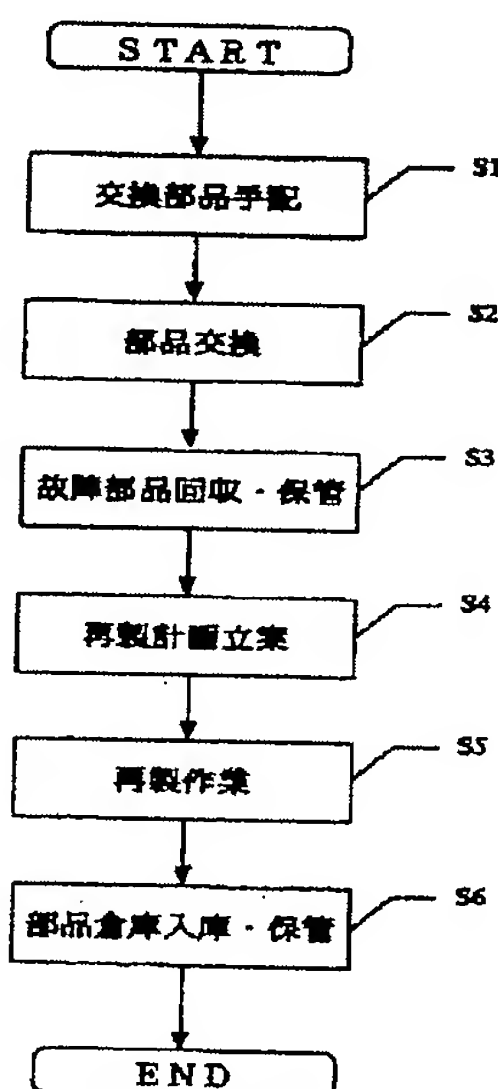 START
交換部品手配
S1
部品交換
S2
故障部品回収・保管
S3
再製計画立案
S4
再製作業
S5
部品倉庫入庫・保管
S6
END